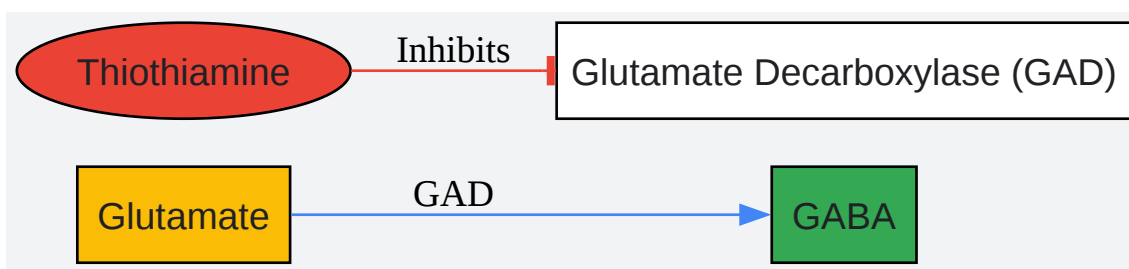 Thiothiamine
Inhibits
Glutamate Decarboxylase (GAD)
Glutamate
GAD
GABA